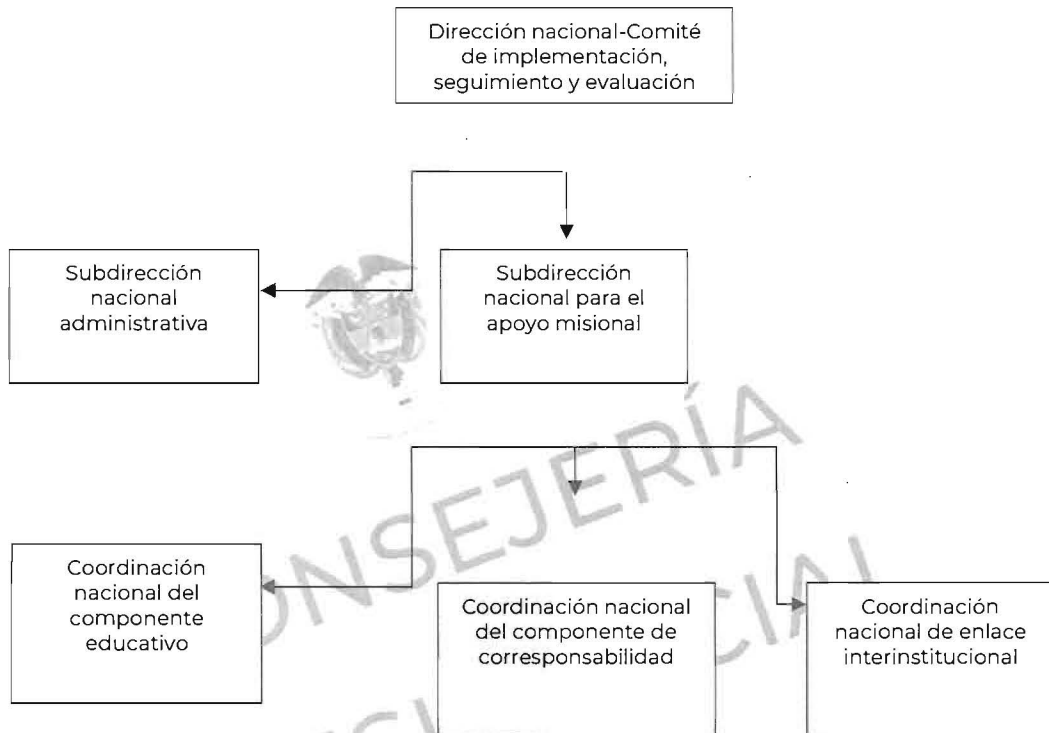 Dirección nacional-Comité
de implementación,
seguimiento y evaluación
Subdirección
nacional
administrativa
Subdirección
nacional para el
apoyo misional
Coordinación
nacional del
componente
educativo
Coordinación nacional
del componente de
corresponsabilidad
Coordinación
nacional de enlace
interinstitucional